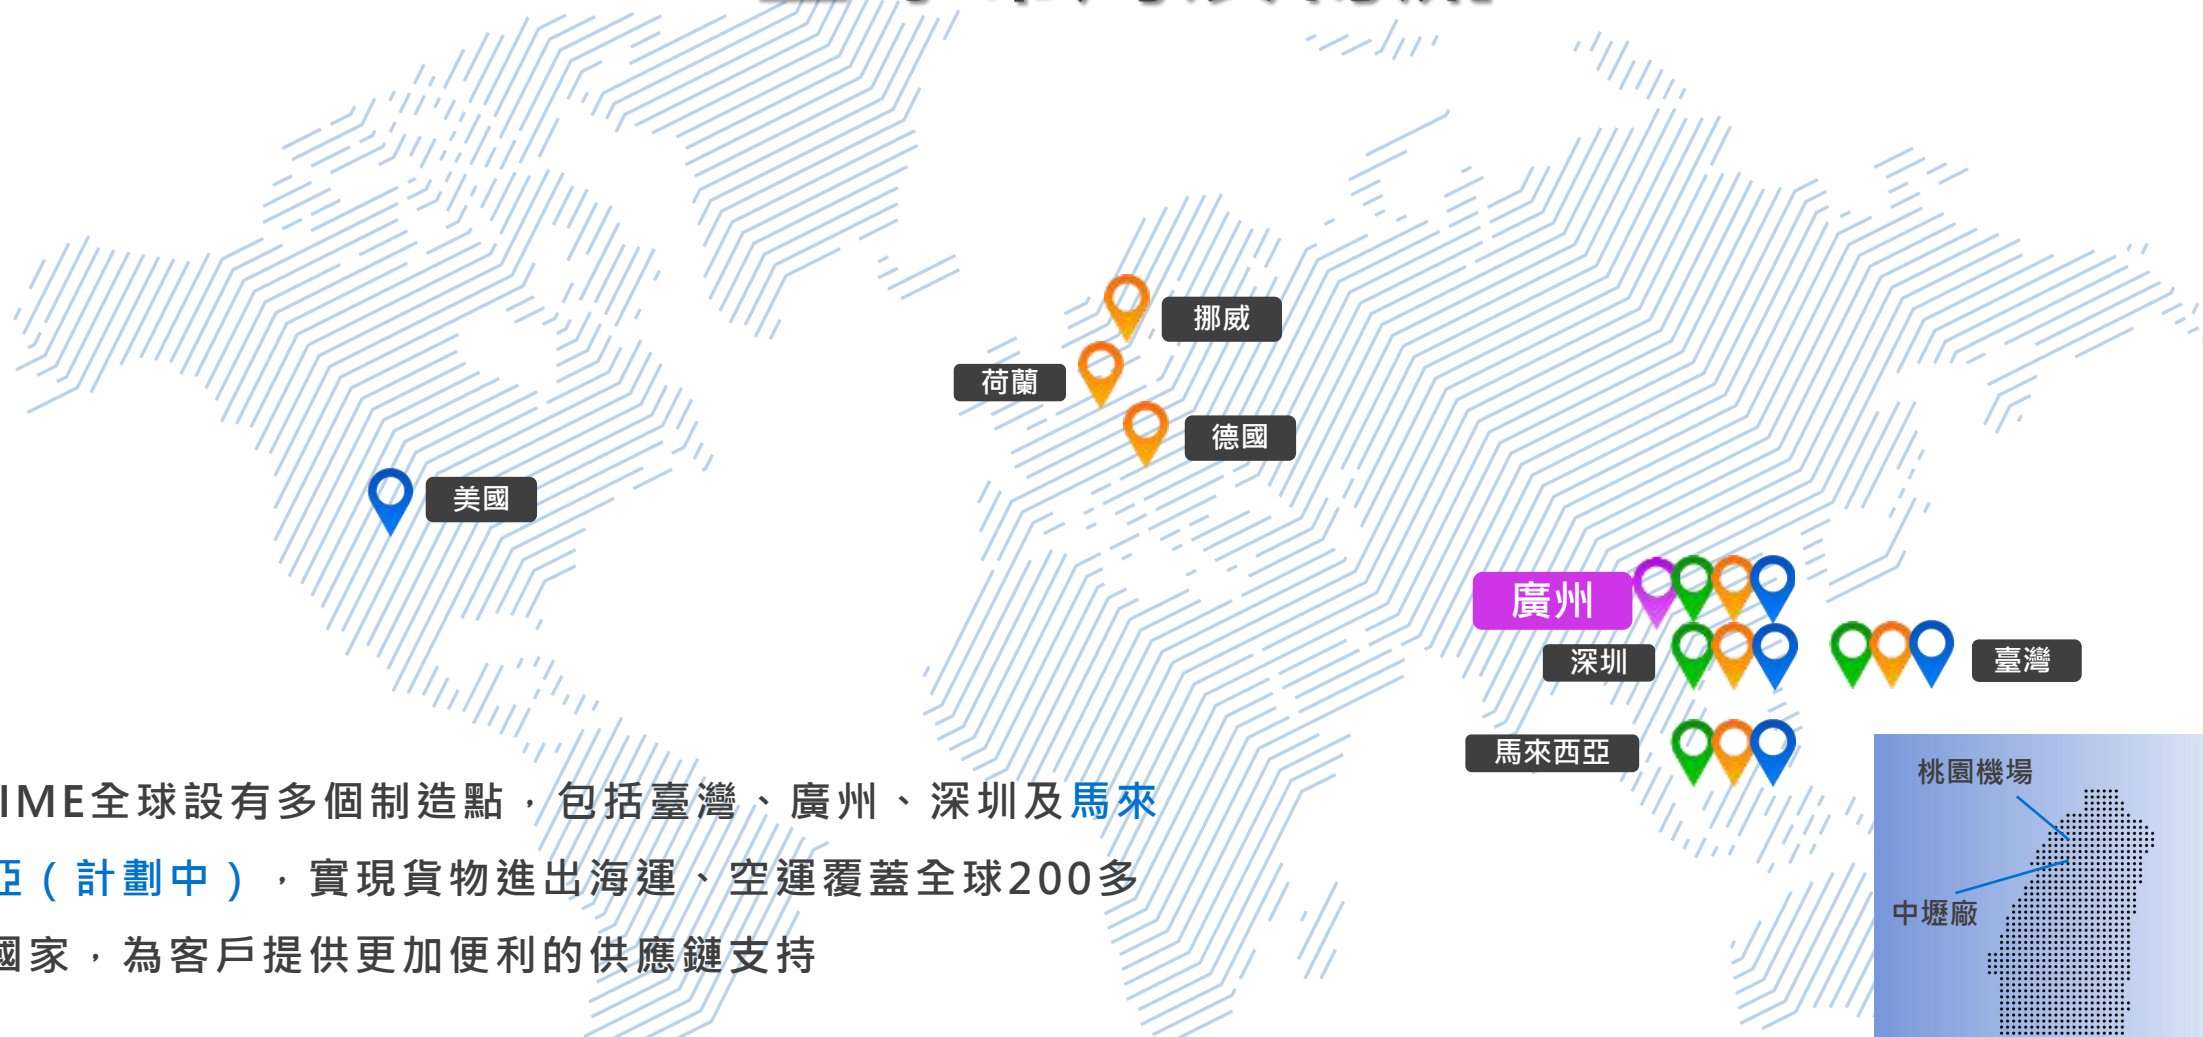 挪威
荷蘭
德國
美國
廣州
深圳
臺灣
馬來西亞
桃園機場
中壢廠
IME全球設有多個制造點，包括臺灣、廣州、深圳及馬來
亞（計劃中），實現貨物進出海運、空運覆蓋全球200多
國家，為客戶提供更加便利的供應鏈支持